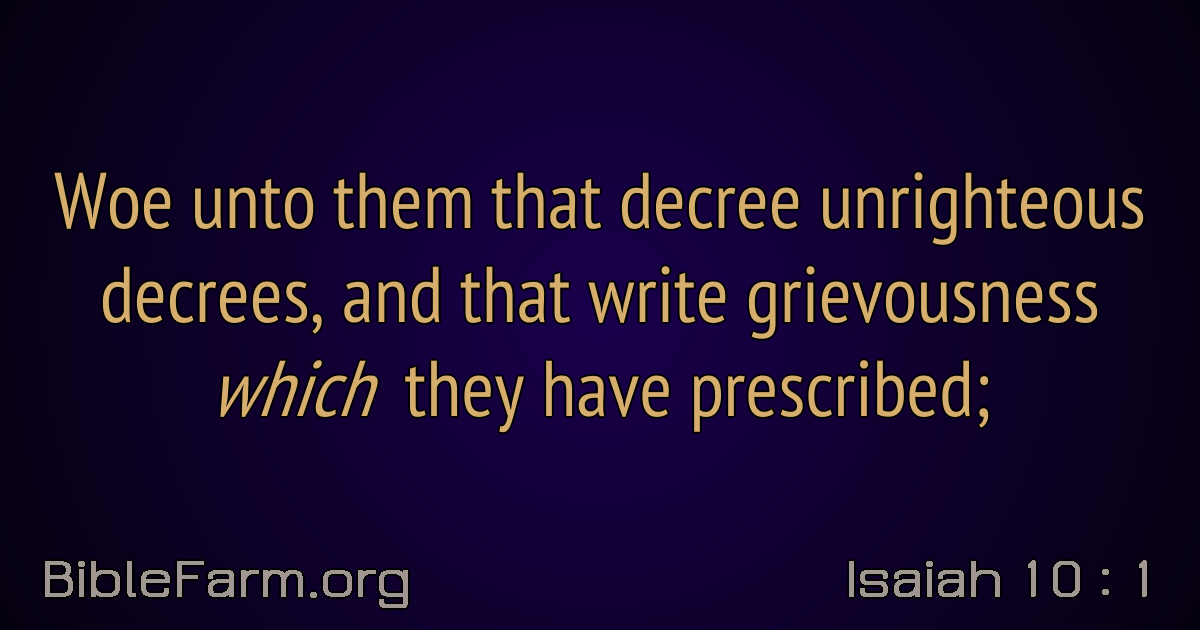 Woe unto them that decree unrighteous
decrees, and that write grievousness
which they have prescribed;
BibleFarm.org
Isaiah 10 : 1